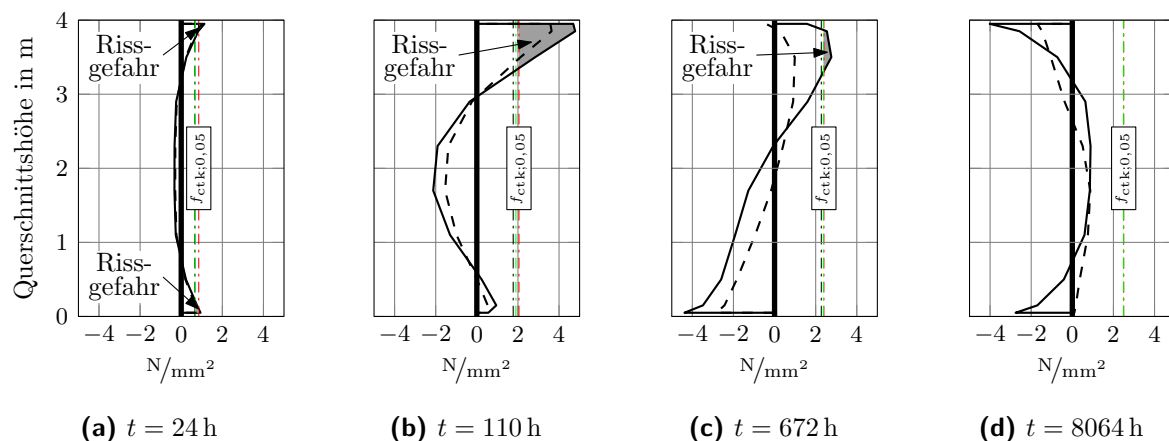 Querschnittshöhe in m
4
3
2
1
0
Riss-
gefahr
f_ctk:0,05
Riss-
gefahr
−4 −2 0 2 4
N/mm²
(a) t = 24 h
Riss-
gefahr
f_ctk:0,05
−4 −2 0 2 4
N/mm²
(b) t = 110 h
Riss-
gefahr
f_ctk:0,05
−4 −2 0 2 4
N/mm²
(c) t = 672 h
f_ctk:0,05
−4 −2 0 2 4
N/mm²
(d) t = 8064 h